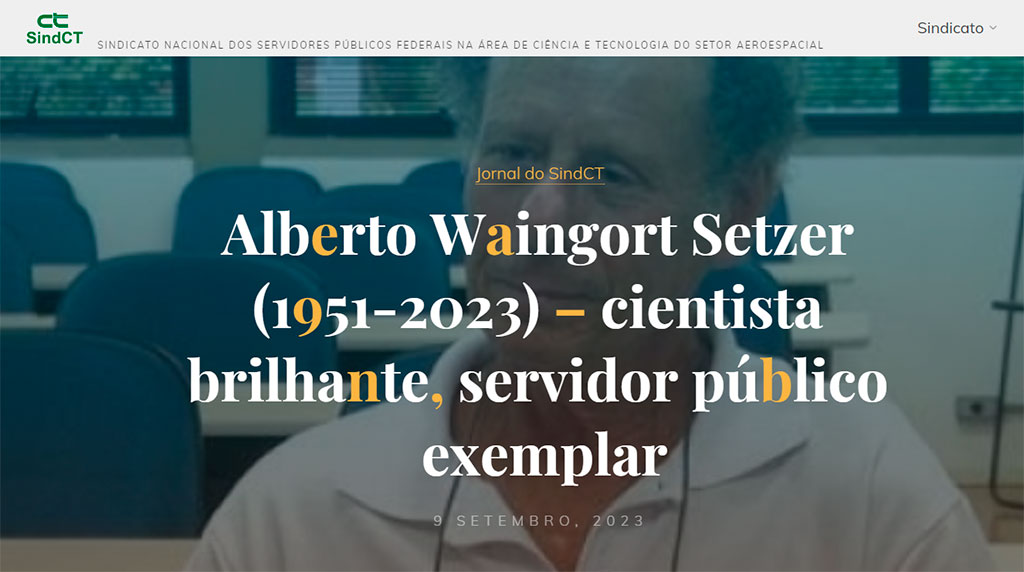 ct
SindCT
SINDICATO NACIONAL DOS SERVIDORES PÚBLICOS FEDERAIS NA ÁREA DE CIÊNCIA E TECNOLOGIA DO SETOR AEROESPACIAL
Sindicato
Jornal do SindCT
Alberto Waingort Setzer
(1951-2023) – cientista
brilhante, servidor público
exemplar
9 SETEMBRO, 2023